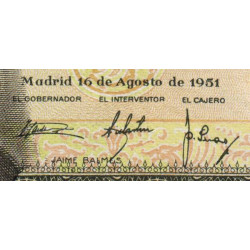 Madrid 16 de Agosto de 1951
EL GOBERNADOR EL INTERVENTOR EL CAJERO
JAIME BALMES